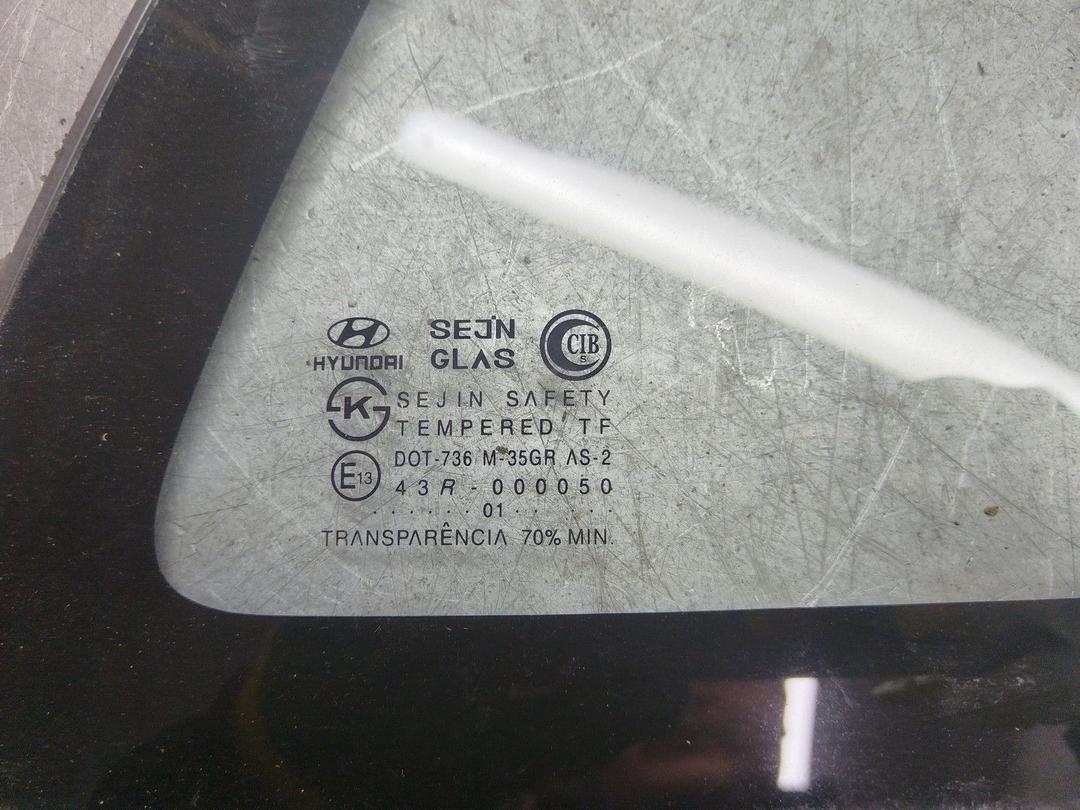 HYUNDAI
SEJIN
GLAS
CIB
S
K
SEJIN SAFETY
TEMPERED TF
E13
DOT-736 M-35GR AS-2
43R-000050
. . . . . . 01 . . . . . .
TRANSPARÊNCIA 70% MIN.